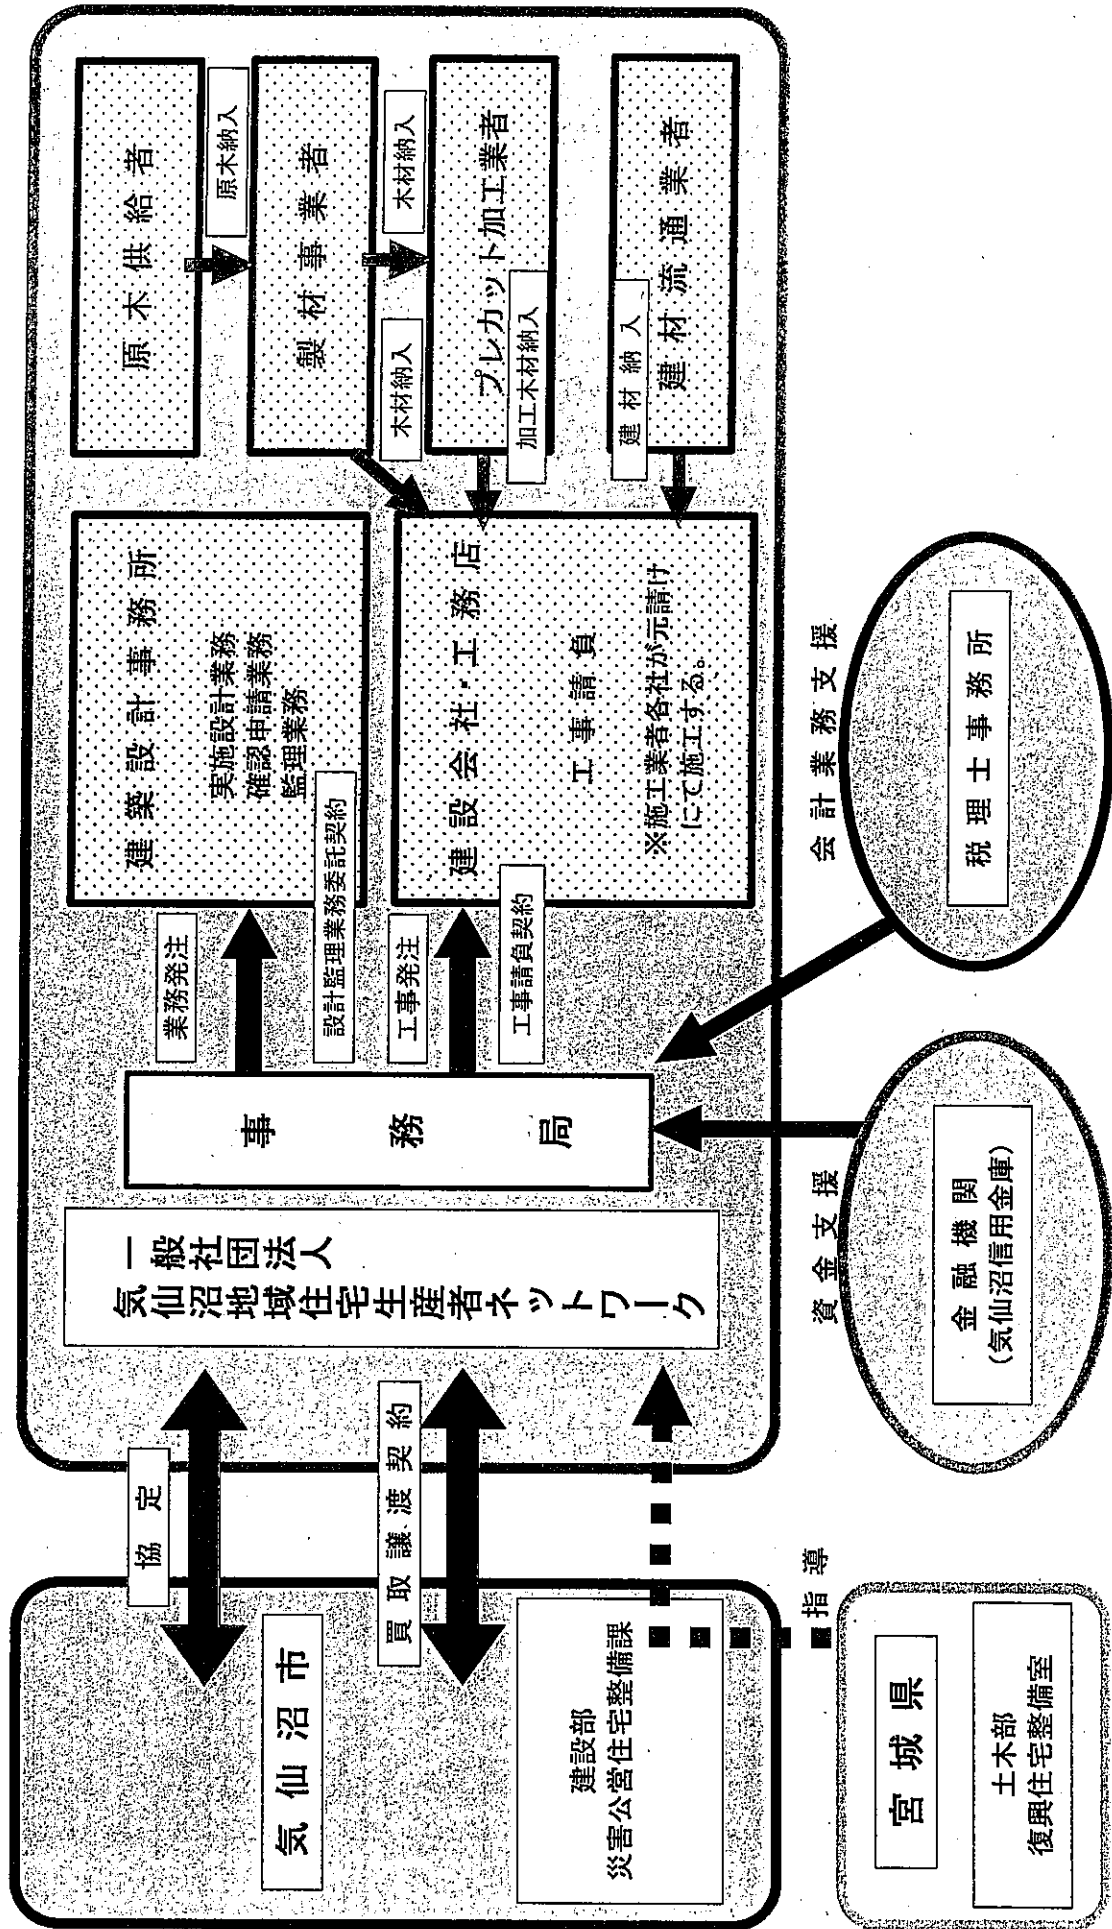 気仙沼市
建設部
災害公営住宅整備課
宮城県
土木部
復興住宅整備室
協定
買取譲渡契約
指導
一般社団法人
気仙沼地域住宅生産者ネットワーク
事務局
業務発注
設計監理業務委託契約
工事発注
工事請負契約
建築設計事務所
実施設計業務
確認申請業務
監理業務
建設会社・工務店
工事請負
※施工業者各社が元請け
にて施工する。
原木供給者
原木納入
製材事業者
木材納入
木材納入
プレカット加工業者
加工木材納入
建材納入
建材流通業者
資金支援
金融機関
(気仙沼信用金庫)
会計業務支援
税理士事務所